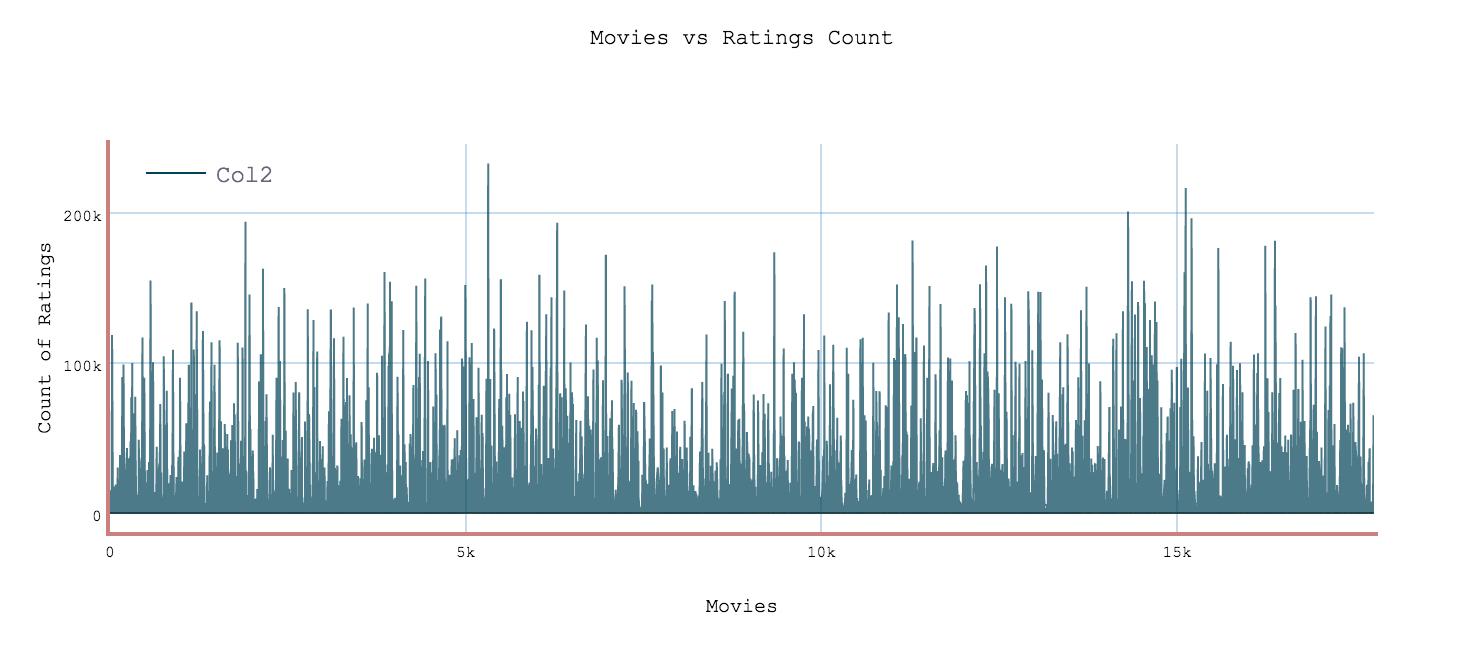 Movies vs Ratings Count
Col2
200k
100k
0
Count of Ratings
0
5k
10k
15k
Movies